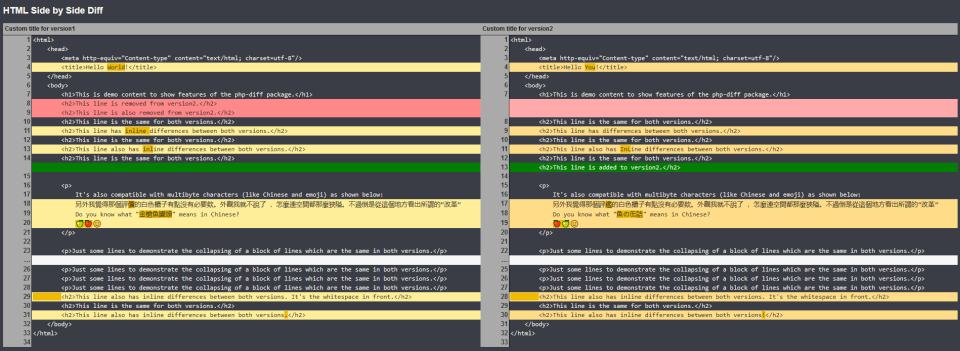 HTML Side by Side Diff
Custom title for version1
1 <html>
2 <head>
3 <meta http-equiv="Content-type" content="text/html; charset=utf-8"/>
4 <title>Hello World!</title>
5 </head>
6 <body>
7 <h1>This is demo content to show features of the php-diff package.</h1>
8 <h2>This line is removed from version2.</h2>
9 <h2>This line is also removed from version2.</h2>
10 <h2>This line is the same for both versions.</h2>
11 <h2>This line has inline differences between both versions.</h2>
12 <h2>This line is the same for both versions.</h2>
13 <h2>This line also has inline differences between both versions.</h2>
14 <h2>This line is the same for both versions.</h2>
15
16 <p>
17 It's also compatible with multibyte characters (like Chinese and emoji) as shown below:
18 另外我覺得那個評價的白色櫃子有點沒有必要欸。外觀我就不說了 ，怎麼連空間都那麼狹隘。不過倒是從這個地方看出所謂的“改革”
19 Do you know what "金槍魚罐頭" means in Chinese?
20 🍏🍎🙂
21 </p>
22
23 <p>Just some lines to demonstrate the collapsing of a block of lines which are the same in both versions.</p>
...
26 <p>Just some lines to demonstrate the collapsing of a block of lines which are the same in both versions.</p>
27 <p>Just some lines to demonstrate the collapsing of a block of lines which are the same in both versions.</p>
28 <p>Just some lines to demonstrate the collapsing of a block of lines which are the same in both versions.</p>
29 <h2>This line also has inline differences between both versions. It's the whitespace in front.</h2>
30 <h2>This line is the same for both versions.</h2>
31 <h2>This line also has inline differences between both versions.</h2>
32 </body>
33 </html>
34
Custom title for version2
1 <html>
2 <head>
3 <meta http-equiv="Content-type" content="text/html; charset=utf-8"/>
4 <title>Hello You!</title>
5 </head>
6 <body>
7 <h1>This is demo content to show features of the php-diff package.</h1>
8 <h2>This line is the same for both versions.</h2>
9 <h2>This line has differences between both versions.</h2>
10 <h2>This line is the same for both versions.</h2>
11 <h2>This line also has InLine differences between both versions.</h2>
12 <h2>This line is the same for both versions.</h2>
13 <h2>This line is added to version2.</h2>
14
15 <p>
16 It's also compatible with multibyte characters (like Chinese and emoji) as shown below:
17 另外我覺得那個評鑑的白色櫃子有點沒有必要欸。外觀我就不說了 ，怎麼連空間都那麼狹隘。不過倒是從這個地方看出所謂的“改革”
18 Do you know what "魚の缶詰" means in Chinese?
19 🍎🍏🙂
20 </p>
21
22 <p>Just some lines to demonstrate the collapsing of a block of lines which are the same in both versions.</p>
...
25 <p>Just some lines to demonstrate the collapsing of a block of lines which are the same in both versions.</p>
26 <p>Just some lines to demonstrate the collapsing of a block of lines which are the same in both versions.</p>
27 <p>Just some lines to demonstrate the collapsing of a block of lines which are the same in both versions.</p>
28 <h2>This line also has inline differences between both versions. It's the whitespace in front.</h2>
29 <h2>This line is the same for both versions.</h2>
30 <h2>This line also has inline differences between both versions!</h2>
31 </body>
32 </html>
33